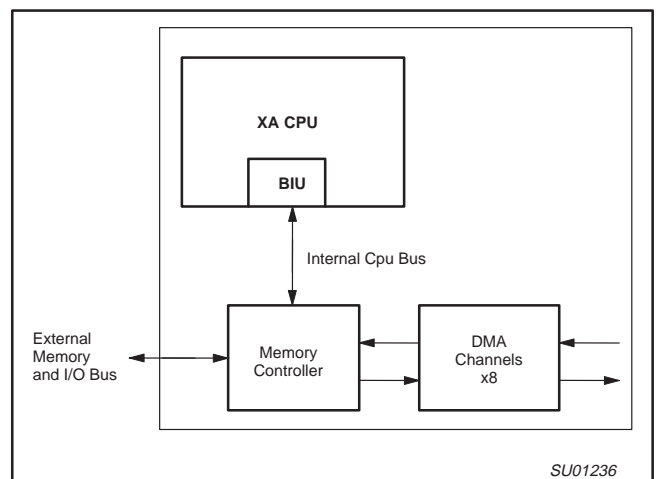 XA CPU
BIU
Internal Cpu Bus
External
Memory
and I/O Bus
Memory
Controller
DMA
Channels
x8
SU01236